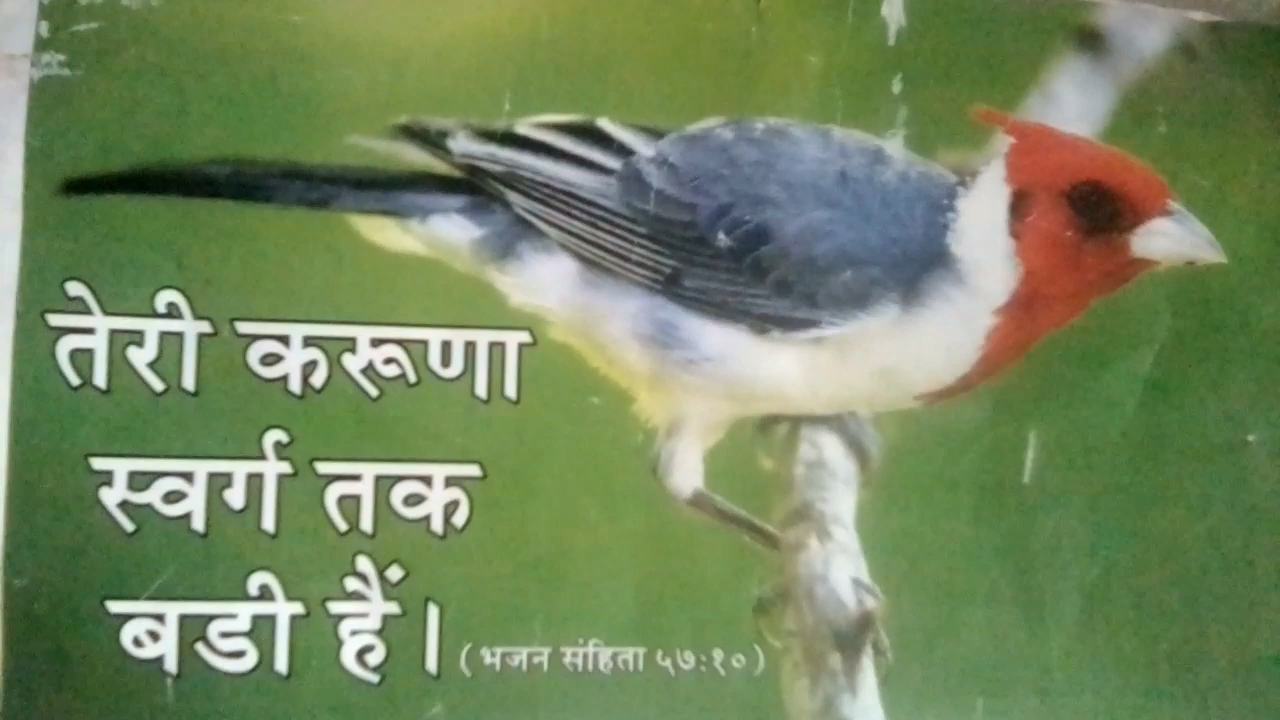 तेरी करूणा
स्वर्ग तक
बडी हैं।
(भजन संहिता ५७:१०)